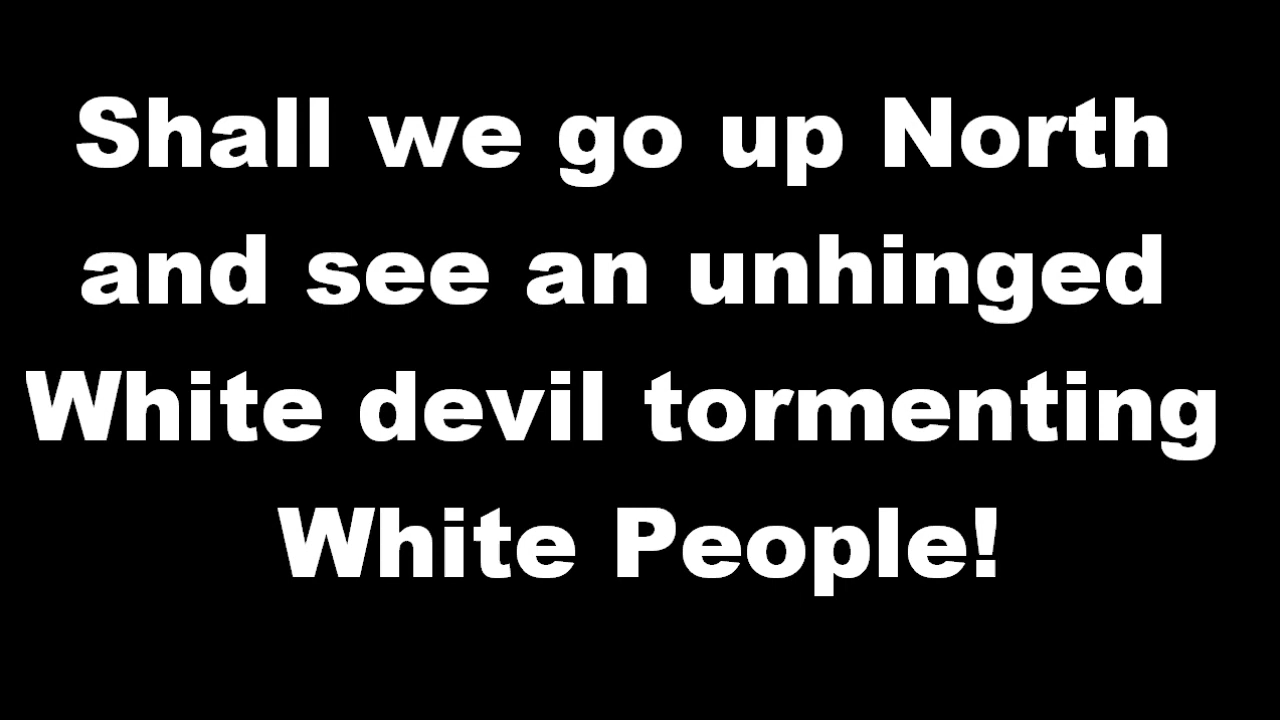 Shall we go up North
and see an unhinged
White devil tormenting
White People!